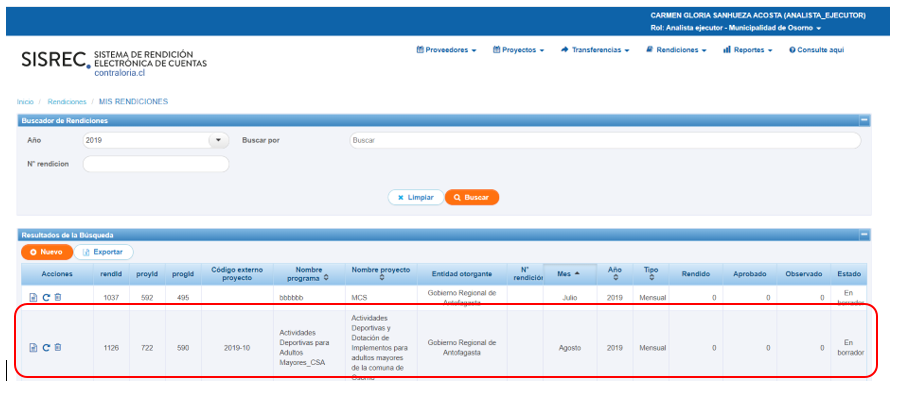 CARMEN GLORIA SANHUEZA ACOSTA (ANALISTA_EJECUTOR)
Rol: Analista ejecutor - Municipalidad de Osorno
SISREC. SISTEMA DE RENDICIÓN
ELECTRÓNICA DE CUENTAS
contraloria.cl
Proveedores Proyectos Transferencias Rendiciones Reportes Consulte aqui
Inicio / Rendiciones / MIS RENDICIONES
Buscador de Rendiciones
Año 2019 Buscar por Buscar
N° rendicion
Limpiar Buscar
Resultados de la Búsqueda
Nuevo Exportar
Acciones rendId proyId progId Código externo proyecto Nombre programa Nombre proyecto Entidad otorgante N° rendición Mes Año Tipo Rendido Aprobado Observado Estado
1037 592 495 bbbbbb MCS Gobierno Regional de Antofagasta Julio 2019 Mensual 0 0 0 En borrador
1126 722 590 2019-10 Actividades Deportivas para Adultos Mayores_CSA Actividades Deportivas y Dotación de Implementos para adultos mayores de la comuna de Osorno Gobierno Regional de Antofagasta Agosto 2019 Mensual 0 0 0 En borrador